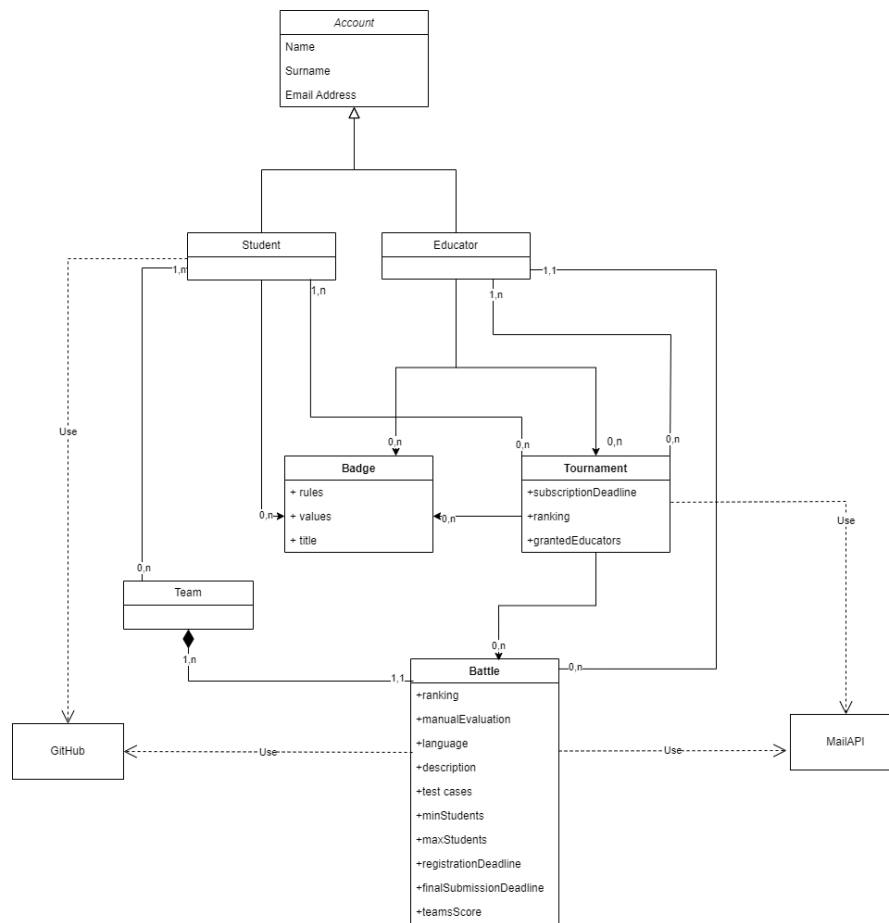 Account
Name
Surname
Email Address
Student
Educator
1,n
1,1
1,n
1,n
Use
0,n
0,n
0,n
0,n
Badge
+ rules
+ values
+ title
Tournament
+subscriptionDeadline
+ranking
+grantedEducators
0,n
0,n
Use
0,n
Team
0,n
1,n
1,1
0,n
Battle
+ranking
+manualEvaluation
+language
+description
+test cases
+minStudents
+maxStudents
+registrationDeadline
+finalSubmissionDeadline
+teamsScore
GitHub
Use
Use
MailAPI